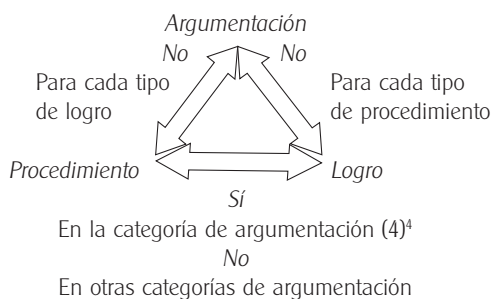 Argumentación
No No
Para cada tipo Para cada tipo
de logro de procedimiento
Procedimiento Logro
Sí
En la categoría de argumentación (4)⁴
No
En otras categorías de argumentación